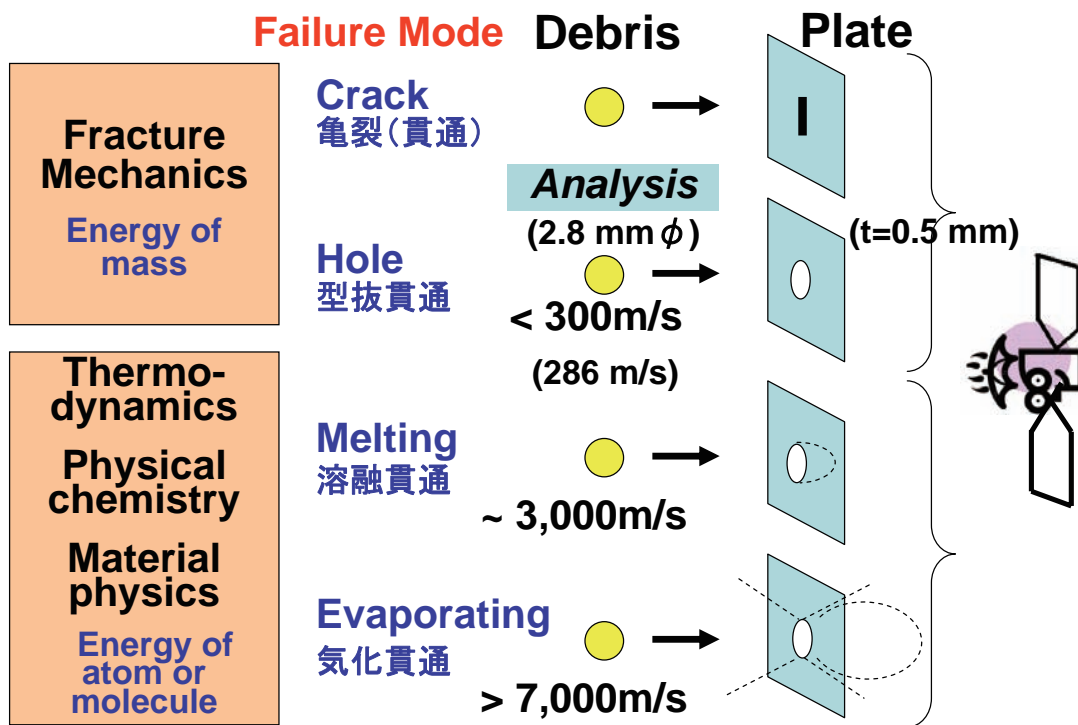 Failure Mode Debris Plate
Fracture
Mechanics
Energy of
mass
Crack
亀裂(貫通)
Analysis
(2.8 mmφ)
(t=0.5 mm)
Hole
型抜貫通
< 300m/s
(286 m/s)
Thermo-
dynamics
Physical
chemistry
Material
physics
Energy of
atom or
molecule
Melting
溶融貫通
~ 3,000m/s
Evaporating
気化貫通
> 7,000m/s